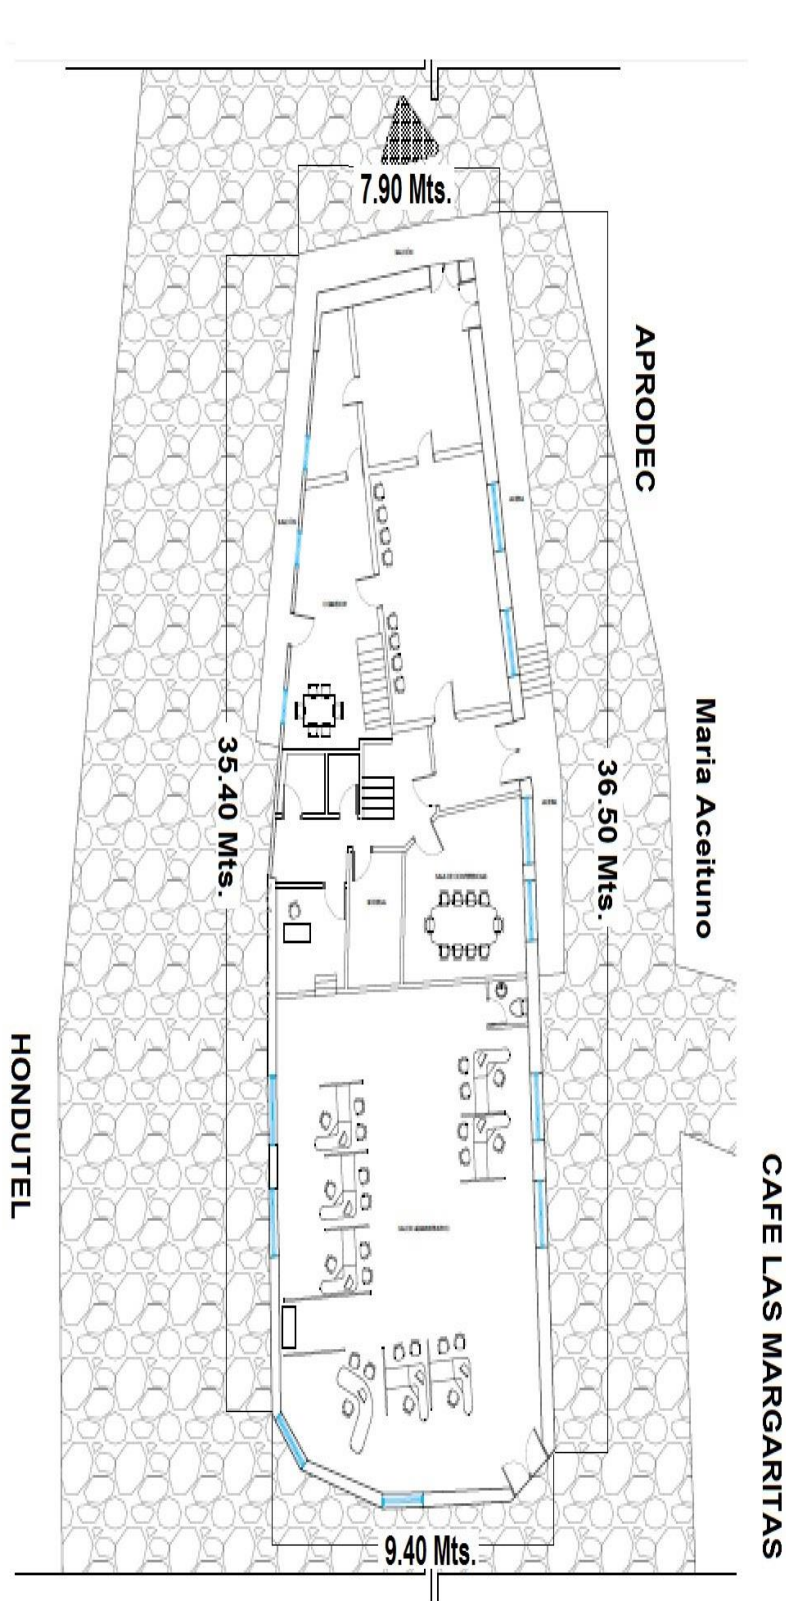 7.90 Mts.
APRODEC
Maria Aceituno
35.40 Mts.
36.50 Mts.
HONDUTEL
CAFE LAS MARGARITAS
9.40 Mts.